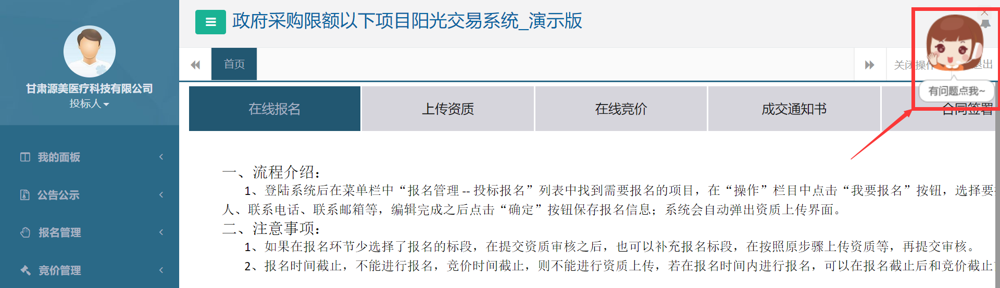 政府采购限额以下项目阳光交易系统_演示版
首页
关闭操作
退出
有问题点我~
甘肃源美医疗科技有限公司
投标人
我的面板
公告公示
报名管理
竞价管理
在线报名
上传资质
在线竞价
成交通知书
合同签署
一、流程介绍：
1、登陆系统后在菜单栏中“报名管理 -- 投标报名”列表中找到需要报名的项目，在“操作”栏目中点击“我要报名”按钮，选择要
人、联系电话、联系邮箱等，编辑完成之后点击“确定”按钮保存报名信息；系统会自动弹出资质上传界面。
二、注意事项：
1、如果在报名环节少选择了报名的标段，在提交资质审核之后，也可以补充报名标段，在按照原步骤上传资质等，再提交审核。
2、报名时间截止，不能进行报名，竞价时间截止，则不能进行资质上传，若在报名时间内进行报名，可以在报名截止后和竞价截止